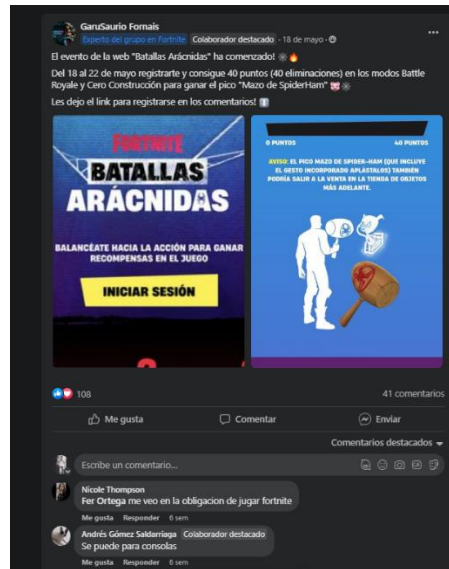 GaruSaurio Fornais
Experto del grupo en Fortnite Colaborador destacado · 18 de mayo ·
El evento de la web "Batallas Arácnidas" ha comenzado!
Del 18 al 22 de mayo registrarte y consigue 40 puntos (40 eliminaciones) en los modos Battle
Royale y Cero Construcción para ganar el pico "Mazo de SpiderHam"
Les dejo el link para registrarse en los comentarios!
FORTNITE
BATALLAS
ARÁCNIDAS
BALANCÉATE HACIA LA ACCIÓN PARA GANAR
RECOMPENSAS EN EL JUEGO
INICIAR SESIÓN
0 PUNTOS 40 PUNTOS
AVISO: EL PICO MAZO DE SPIDER-HAM (QUE INCLUYE
EL GESTO INCORPORADO APLÁSTALOS) TAMBIÉN
PODRÍA SALIR A LA VENTA EN LA TIENDA DE OBJETOS
MÁS ADELANTE.
108 41 comentarios
Me gusta Comentar Enviar
Comentarios destacados
Escribe un comentario...
Nicole Thompson
Fer Ortega me veo en la obligacion de jugar fortnite
Me gusta Responder 6 sem
Andrés Gómez Saldarriaga Colaborador destacado
Se puede para consolas
Me gusta Responder 6 sem